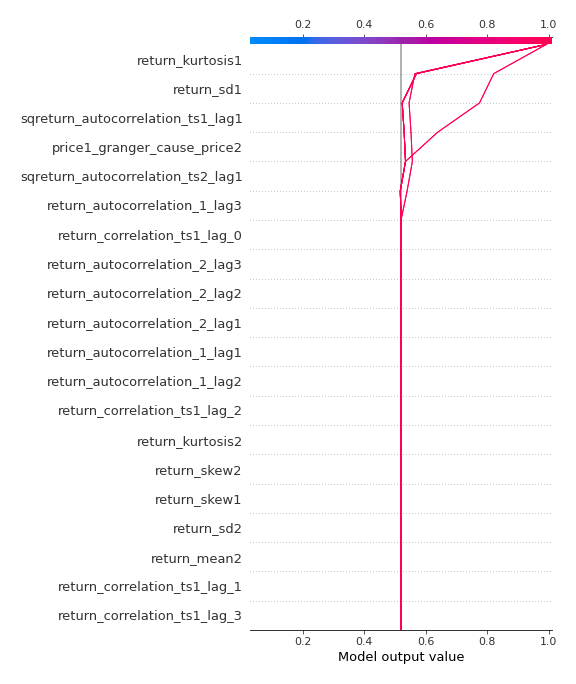 0.2 0.4 0.6 0.8 1.0
return_kurtosis1
return_sd1
sqreturn_autocorrelation_ts1_lag1
price1_granger_cause_price2
sqreturn_autocorrelation_ts2_lag1
return_autocorrelation_1_lag3
return_correlation_ts1_lag_0
return_autocorrelation_2_lag3
return_autocorrelation_2_lag2
return_autocorrelation_2_lag1
return_autocorrelation_1_lag1
return_autocorrelation_1_lag2
return_correlation_ts1_lag_2
return_kurtosis2
return_skew2
return_skew1
return_sd2
return_mean2
return_correlation_ts1_lag_1
return_correlation_ts1_lag_3
0.2 0.4 0.6 0.8 1.0
Model output value